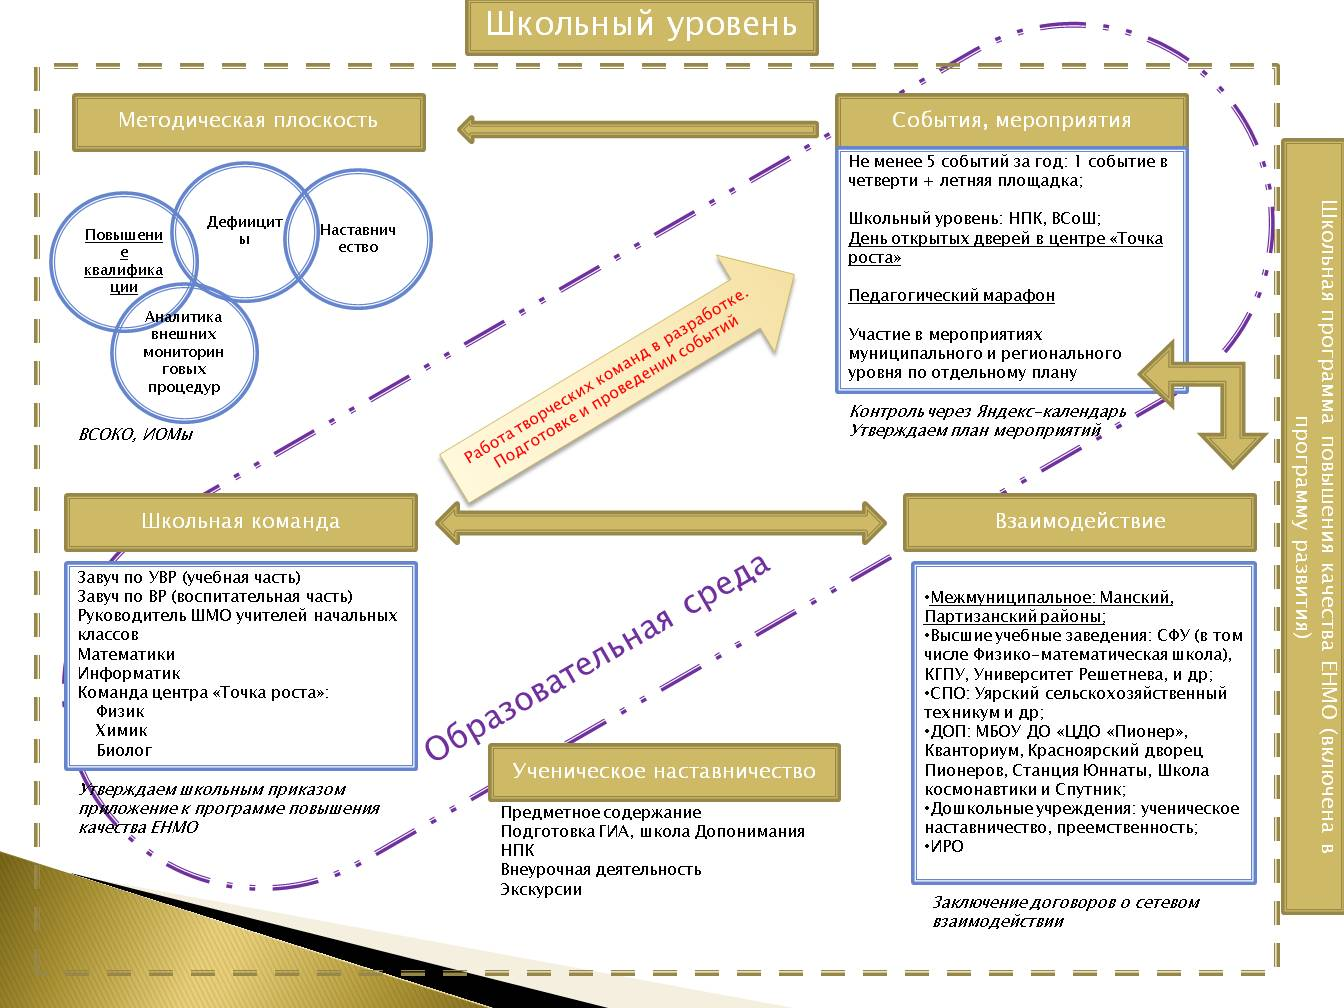 Школьный уровень
Методическая плоскость
Повышени
е
квалифика
ции
Дефиицит
ы
Наставнич
ество
Аналитика
внешних
мониторин
говых
процедур
ВСОКО, ИОМы
События, мероприятия
Не менее 5 событий за год: 1 событие в
четверти + летняя площадка;
Школьный уровень: НПК, ВСоШ;
День открытых дверей в центре «Точка
роста»
Педагогический марафон
Участие в мероприятиях
муниципального и регионального
уровня по отдельному плану
Контроль через Яндекс-календарь
Утверждаем план мероприятий
Работа творческих команд в разработке.
Подготовке и проведении событий
Школьная команда
Завуч по УВР (учебная часть)
Завуч по ВР (воспитательная часть)
Руководитель ШМО учителей начальных
классов
Математики
Информатик
Команда центра «Точка роста»:
Физик
Химик
Биолог
Утверждаем школьным приказом
приложение к программе повышения
качества ЕНМО
Образовательная среда
Ученическое наставничество
Предметное содержание
Подготовка ГИА, школа Допонимания
НПК
Внеурочная деятельность
Экскурсии
Взаимодействие
•Межмуниципальное: Манский,
Партизанский районы;
•Высшие учебные заведения: СФУ (в том
числе Физико-математическая школа),
КГПУ, Университет Решетнева, и др;
•СПО: Уярский сельскохозяйственный
техникум и др;
•ДОП: МБОУ ДО «ЦДО «Пионер»,
Кванториум, Красноярский дворец
Пионеров, Станция Юннаты, Школа
космонавтики и Спутник;
•Дошкольные учреждения: ученическое
наставничество, преемственность;
•ИРО
Заключение договоров о сетевом
взаимодействии
Школьная программа повышения качества ЕНМО (включена в
программу развития)